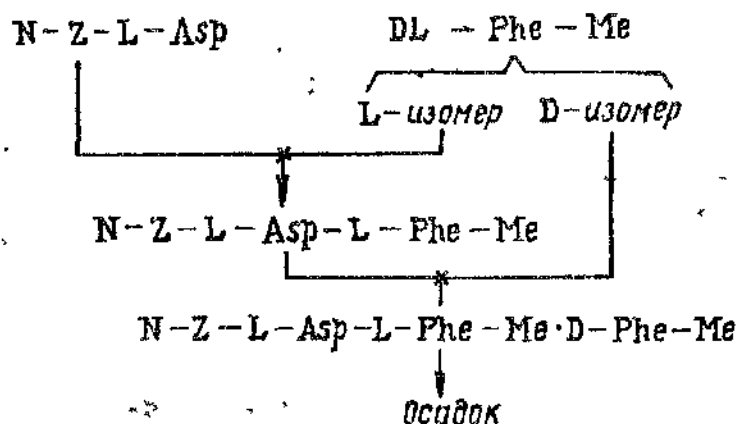 N-Z-L-Asp DL-Phe-Me
L-изомер D-изомер
N-Z-L-Asp-L-Phe-Me
N-Z-L-Asp-L-Phe-Me·D-Phe-Me
осадок